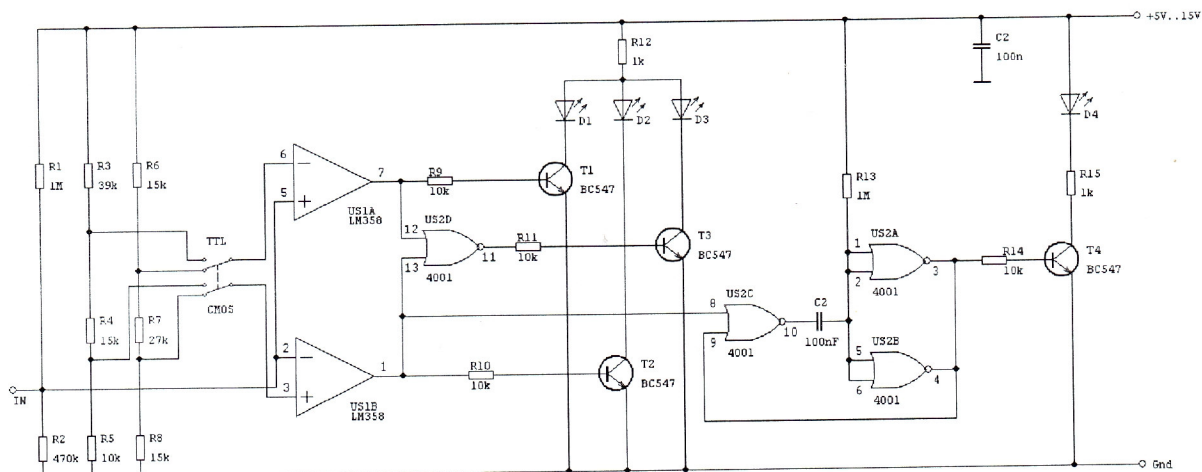 +5V..15V
R12
1k
C2
100n
D1
D2
D3
D4
R1
1M
R3
39k
R6
15k
6
5
7
US1A
LM358
R9
10k
T1
BC547
R13
1M
R15
1k
TTL
CMOS
US2D
12
13
11
4001
R11
10k
T3
BC547
US2A
1
2
3
4001
R14
10k
T4
BC547
R4
15k
R7
27k
US2C
8
9
10
4001
C2
100nF
US2B
5
6
4
4001
2
3
1
US1B
LM358
R10
10k
T2
BC547
IN
R2
470k
R5
10k
R8
15k
Gnd